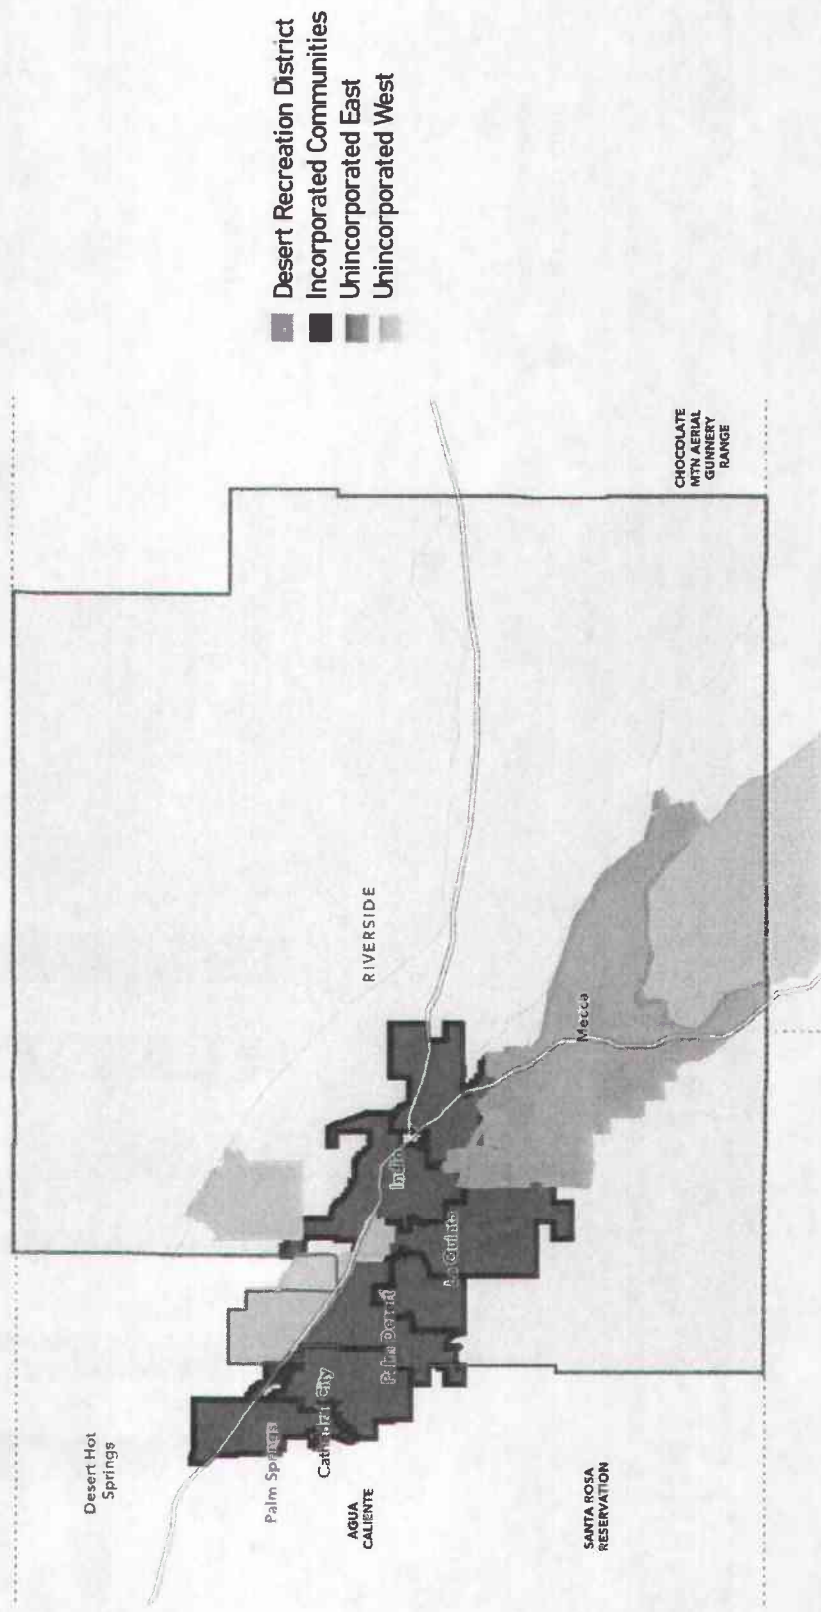 Desert Recreation District
Incorporated Communities
Unincorporated East
Unincorporated West
Desert Hot
Springs
Palm Springs
Cathedral City
AGUA
CALIENTE
Palm Desert
La Quinta
Indio
RIVERSIDE
Mecca
SANTA ROSA
RESERVATION
CHOCOLATE
MTN AERIAL
GUNNERY
RANGE